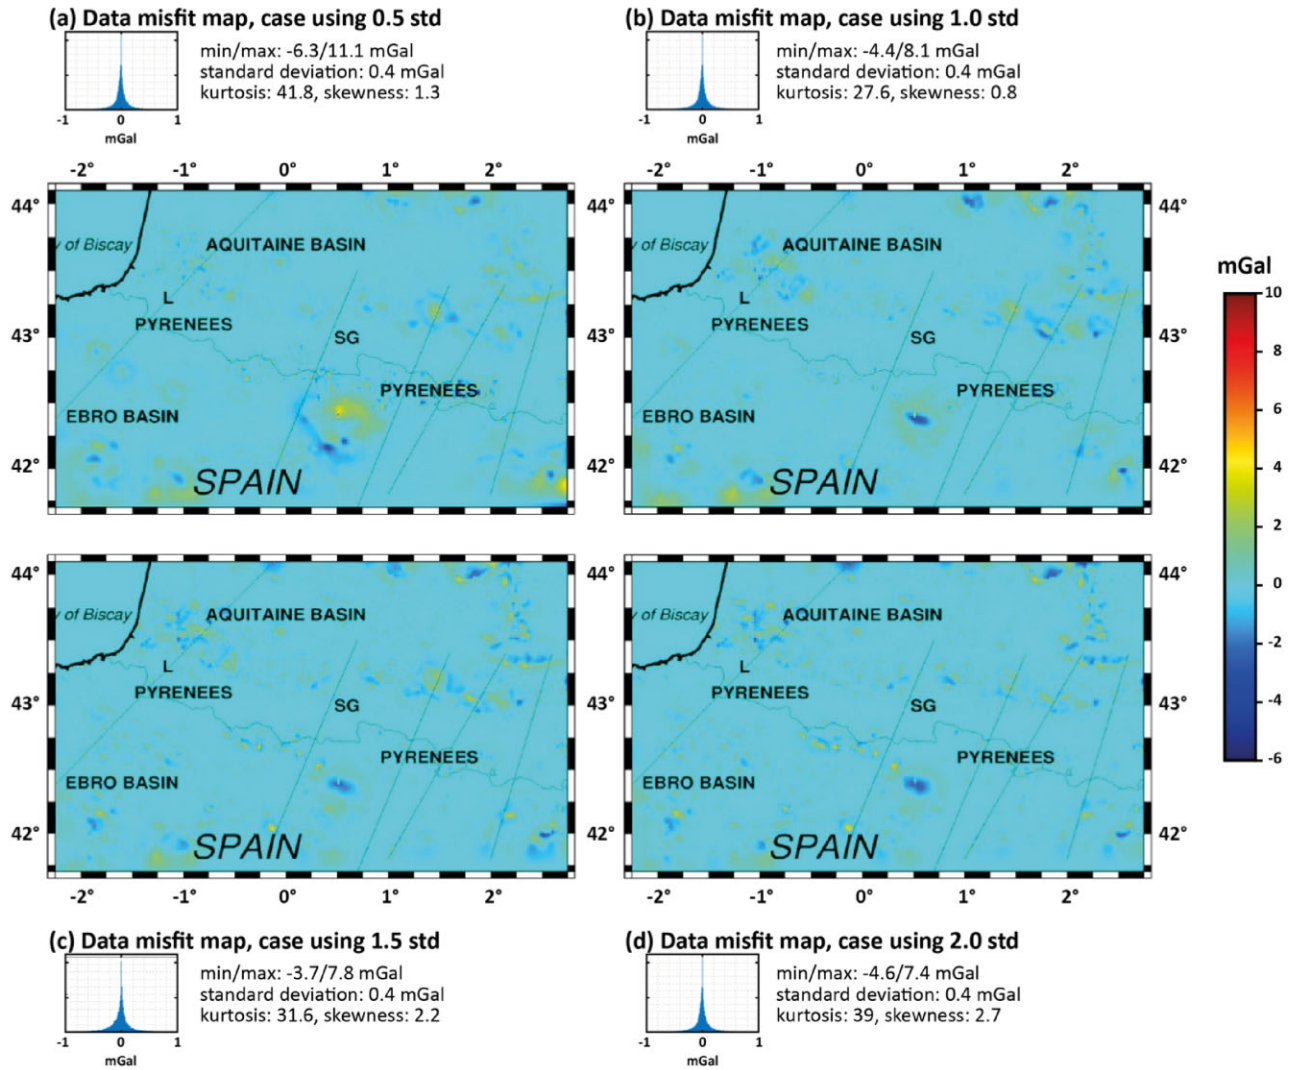 (a) Data misfit map, case using 0.5 std
min/max: -6.3/11.1 mGal
standard deviation: 0.4 mGal
kurtosis: 41.8, skewness: 1.3
-1 0 1
mGal
(b) Data misfit map, case using 1.0 std
min/max: -4.4/8.1 mGal
standard deviation: 0.4 mGal
kurtosis: 27.6, skewness: 0.8
-1 0 1
mGal
-2° -1° 0° 1° 2°
-2° -1° 0° 1° 2°
44°
43°
42°
y of Biscay
AQUITAINE BASIN
L
PYRENEES
SG
PYRENEES
EBRO BASIN
SPAIN
44°
43°
42°
y of Biscay
AQUITAINE BASIN
L
PYRENEES
SG
PYRENEES
EBRO BASIN
SPAIN
44°
43°
42°
mGal
10
8
6
4
2
0
-2
-4
-6
44°
43°
42°
y of Biscay
AQUITAINE BASIN
L
PYRENEES
SG
PYRENEES
EBRO BASIN
SPAIN
44°
43°
42°
y of Biscay
AQUITAINE BASIN
L
PYRENEES
SG
PYRENEES
EBRO BASIN
SPAIN
44°
43°
42°
-2° -1° 0° 1° 2°
-2° -1° 0° 1° 2°
(c) Data misfit map, case using 1.5 std
min/max: -3.7/7.8 mGal
standard deviation: 0.4 mGal
kurtosis: 31.6, skewness: 2.2
-1 0 1
mGal
(d) Data misfit map, case using 2.0 std
min/max: -4.6/7.4 mGal
standard deviation: 0.4 mGal
kurtosis: 39, skewness: 2.7
-1 0 1
mGal